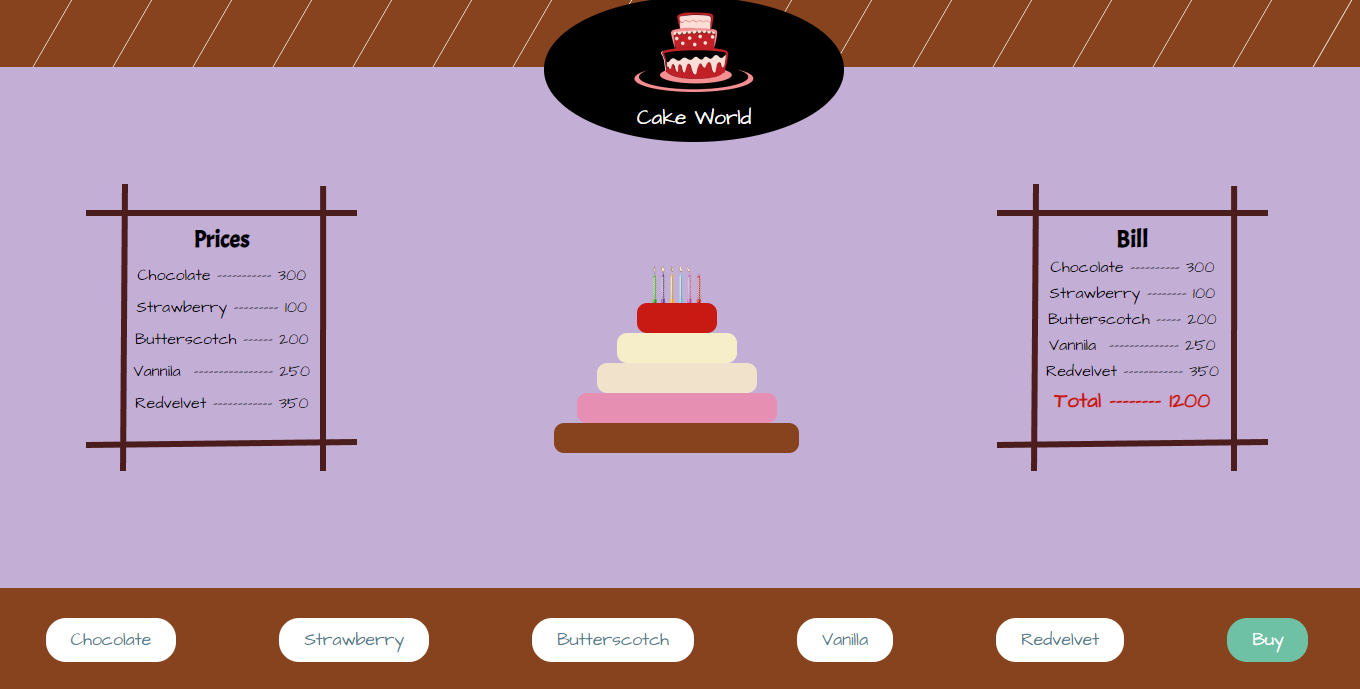 Cake World
Prices
Chocolate ----------- 300
Strawberry --------- 100
Butterscotch ------ 200
Vannila ---------------- 250
Redvelvet ------------ 350
Bill
Chocolate ---------- 300
Strawberry -------- 100
Butterscotch ----- 200
Vannila -------------- 250
Redvelvet ------------ 350
Total -------- 1200
Chocolate
Strawberry
Butterscotch
Vanilla
Redvelvet
Buy